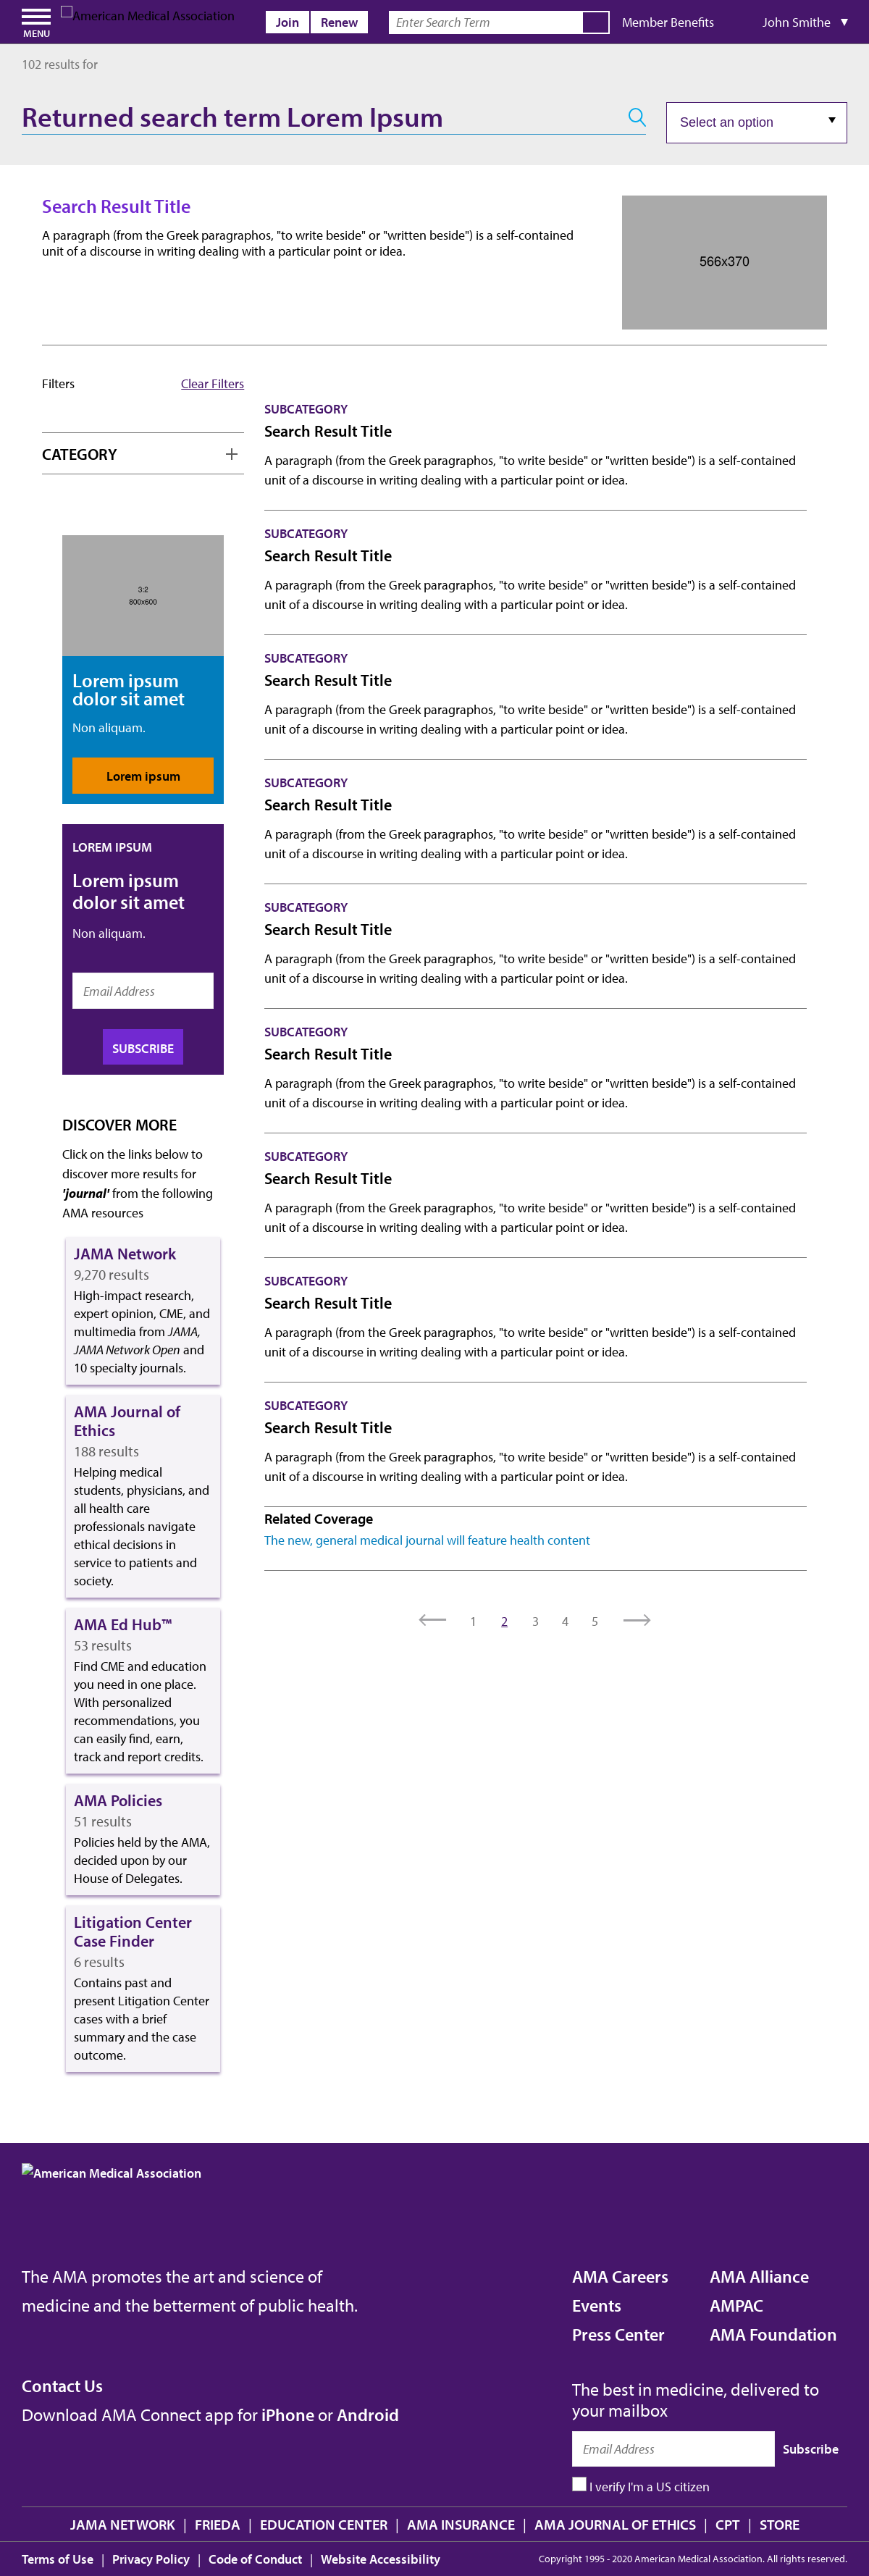 MENU
American Medical Association
Join
Renew
Enter Search Term
Member Benefits
John Smithe
102 results for
Returned search term Lorem Ipsum
Select an option
Search Result Title
A paragraph (from the Greek paragraphos, "to write beside" or "written beside") is a self-contained
unit of a discourse in writing dealing with a particular point or idea.
566x370
Filters
Clear Filters
CATEGORY
3:2
800x600
Lorem ipsum
dolor sit amet
Non aliquam.
Lorem ipsum
LOREM IPSUM
Lorem ipsum
dolor sit amet
Non aliquam.
Email Address
SUBSCRIBE
DISCOVER MORE
Click on the links below to
discover more results for
'journal' from the following
AMA resources
JAMA Network
9,270 results
High-impact research,
expert opinion, CME, and
multimedia from JAMA,
JAMA Network Open and
10 specialty journals.
AMA Journal of
Ethics
188 results
Helping medical
students, physicians, and
all health care
professionals navigate
ethical decisions in
service to patients and
society.
AMA Ed Hub™
53 results
Find CME and education
you need in one place.
With personalized
recommendations, you
can easily find, earn,
track and report credits.
AMA Policies
51 results
Policies held by the AMA,
decided upon by our
House of Delegates.
Litigation Center
Case Finder
6 results
Contains past and
present Litigation Center
cases with a brief
summary and the case
outcome.
SUBCATEGORY
Search Result Title
A paragraph (from the Greek paragraphos, "to write beside" or "written beside") is a self-contained
unit of a discourse in writing dealing with a particular point or idea.
SUBCATEGORY
Search Result Title
A paragraph (from the Greek paragraphos, "to write beside" or "written beside") is a self-contained
unit of a discourse in writing dealing with a particular point or idea.
SUBCATEGORY
Search Result Title
A paragraph (from the Greek paragraphos, "to write beside" or "written beside") is a self-contained
unit of a discourse in writing dealing with a particular point or idea.
SUBCATEGORY
Search Result Title
A paragraph (from the Greek paragraphos, "to write beside" or "written beside") is a self-contained
unit of a discourse in writing dealing with a particular point or idea.
SUBCATEGORY
Search Result Title
A paragraph (from the Greek paragraphos, "to write beside" or "written beside") is a self-contained
unit of a discourse in writing dealing with a particular point or idea.
SUBCATEGORY
Search Result Title
A paragraph (from the Greek paragraphos, "to write beside" or "written beside") is a self-contained
unit of a discourse in writing dealing with a particular point or idea.
SUBCATEGORY
Search Result Title
A paragraph (from the Greek paragraphos, "to write beside" or "written beside") is a self-contained
unit of a discourse in writing dealing with a particular point or idea.
SUBCATEGORY
Search Result Title
A paragraph (from the Greek paragraphos, "to write beside" or "written beside") is a self-contained
unit of a discourse in writing dealing with a particular point or idea.
SUBCATEGORY
Search Result Title
A paragraph (from the Greek paragraphos, "to write beside" or "written beside") is a self-contained
unit of a discourse in writing dealing with a particular point or idea.
Related Coverage
The new, general medical journal will feature health content
1 2 3 4 5
American Medical Association
The AMA promotes the art and science of
medicine and the betterment of public health.
Contact Us
Download AMA Connect app for iPhone or Android
AMA Careers
Events
Press Center
AMA Alliance
AMPAC
AMA Foundation
The best in medicine, delivered to
your mailbox
Email Address
Subscribe
I verify I'm a US citizen
JAMA NETWORK | FRIEDA | EDUCATION CENTER | AMA INSURANCE | AMA JOURNAL OF ETHICS | CPT | STORE
Terms of Use | Privacy Policy | Code of Conduct | Website Accessibility
Copyright 1995 - 2020 American Medical Association. All rights reserved.